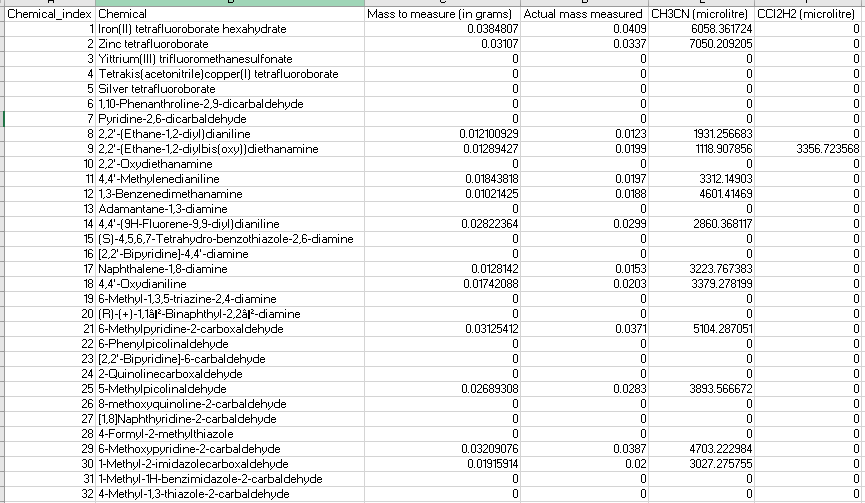 Chemical_index Chemical Mass to measure (in grams) Actual mass measured CH3CN (microlitre) CCl2H2 (microlitre)
1 Iron(II) tetrafluoroborate hexahydrate 0.0384807 0.0409 6058.361724 0
2 Zinc tetrafluoroborate 0.03107 0.0337 7050.209205 0
3 Yittrium(III) trifluoromethanesulfonate 0 0 0 0
4 Tetrakis(acetonitrile)copper(I) tetrafluoroborate 0 0 0 0
5 Silver tetrafluoroborate 0 0 0 0
6 1,10-Phenanthroline-2,9-dicarbaldehyde 0 0 0 0
7 Pyridine-2,6-dicarbaldehyde 0 0 0 0
8 2,2'-(Ethane-1,2-diyl)dianiline 0.012100929 0.0123 1931.256683 0
9 2,2'-(Ethane-1,2-diylbis(oxy))diethanamine 0.01289427 0.0199 1118.907856 3356.723568
10 2,2'-Oxydiethanamine 0 0 0 0
11 4,4'-Methylenedianiline 0.01843818 0.0197 3312.14903 0
12 1,3-Benzenedimethanamine 0.01021425 0.0188 4601.41469 0
13 Adamantane-1,3-diamine 0 0 0 0
14 4,4'-(9H-Fluorene-9,9-diyl)dianiline 0.02822364 0.0299 2860.368117 0
15 (S)-4,5,6,7-Tetrahydro-benzothiazole-2,6-diamine 0 0 0 0
16 [2,2'-Bipyridine]-4,4'-diamine 0 0 0 0
17 Naphthalene-1,8-diamine 0.0128142 0.0153 3223.767383 0
18 4,4'-Oxydianiline 0.01742088 0.0203 3379.278199 0
19 6-Methyl-1,3,5-triazine-2,4-diamine 0 0 0 0
20 (R)-(+)-1,1â|²-Binaphthyl-2,2â|²-diamine 0 0 0 0
21 6-Methylpyridine-2-carboxaldehyde 0.03125412 0.0371 5104.287051 0
22 6-Phenylpicolinaldehyde 0 0 0 0
23 [2,2'-Bipyridine]-6-carbaldehyde 0 0 0 0
24 2-Quinolinecarboxaldehyde 0 0 0 0
25 5-Methylpicolinaldehyde 0.02689308 0.0283 3893.566672 0
26 8-methoxyquinoline-2-carbaldehyde 0 0 0 0
27 [1,8]Naphthyridine-2-carbaldehyde 0 0 0 0
28 4-Formyl-2-methylthiazole 0 0 0 0
29 6-Methoxypyridine-2-carbaldehyde 0.03209076 0.0387 4703.222984 0
30 1-Methyl-2-imidazolecarboxaldehyde 0.01915914 0.02 3027.275755 0
31 1-Methyl-1H-benzimidazole-2-carbaldehyde 0 0 0 0
32 4-Methyl-1,3-thiazole-2-carbaldehyde 0 0 0 0